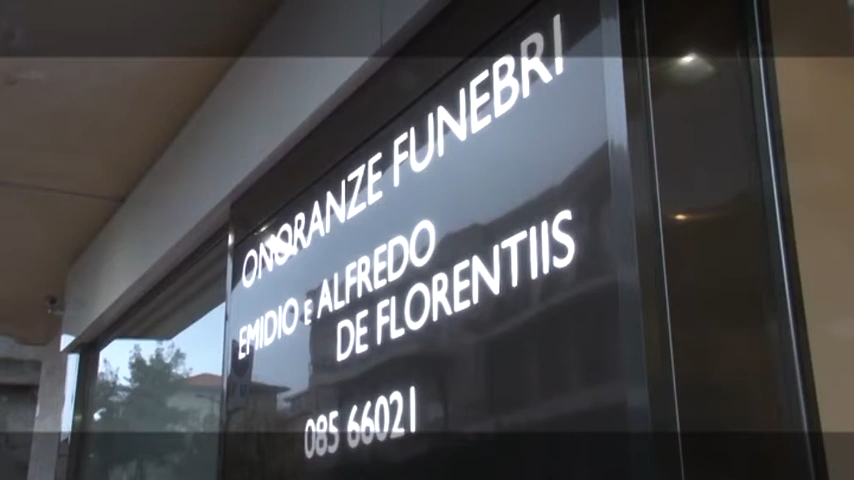 ONORANZE FUNEBRI
EMIDIO E ALFREDO
DE FLORENTIIS
085 66021